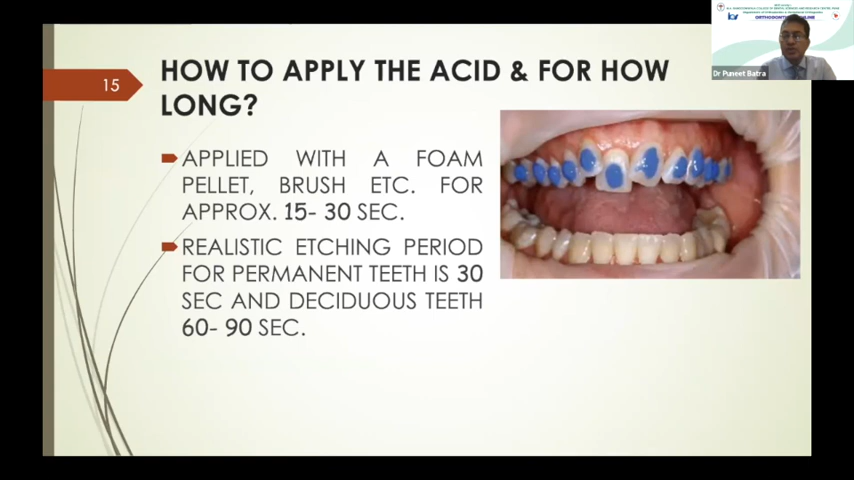 15
HOW TO APPLY THE ACID & FOR HOW
LONG?
APPLIED WITH A FOAM
PELLET, BRUSH ETC. FOR
APPROX. 15- 30 SEC.
REALISTIC ETCHING PERIOD
FOR PERMANENT TEETH IS 30
SEC AND DECIDUOUS TEETH
60- 90 SEC.
Dr Puneet Batra